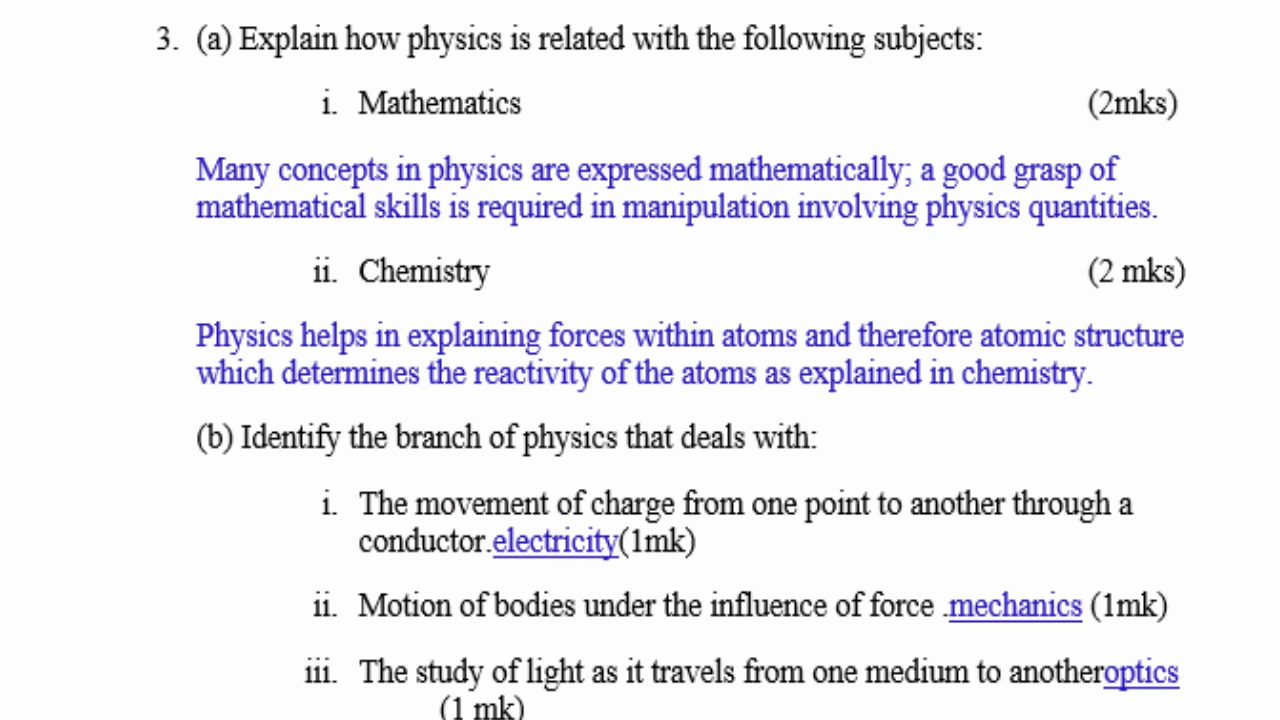 3. (a) Explain how physics is related with the following subjects:
i. Mathematics (2mks)
Many concepts in physics are expressed mathematically; a good grasp of
mathematical skills is required in manipulation involving physics quantities.
ii. Chemistry (2 mks)
Physics helps in explaining forces within atoms and therefore atomic structure
which determines the reactivity of the atoms as explained in chemistry.
(b) Identify the branch of physics that deals with:
i. The movement of charge from one point to another through a
conductor.electricity(1mk)
ii. Motion of bodies under the influence of force .mechanics (1mk)
iii. The study of light as it travels from one medium to anotheroptics
(1 mk)